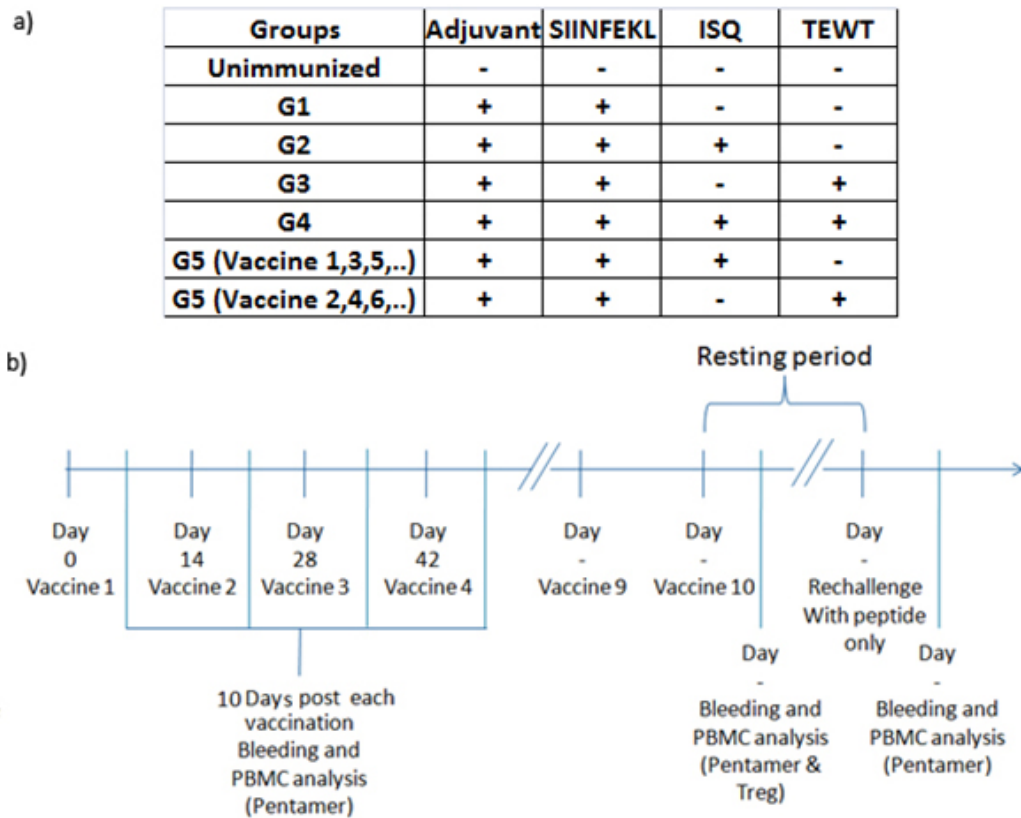 a)
Groups Adjuvant SIINFEKL ISQ TEWT
Unimmunized - - - -
G1 + + - -
G2 + + + -
G3 + + - +
G4 + + + +
G5 (Vaccine 1,3,5,..) + + + -
G5 (Vaccine 2,4,6,..) + + - +
b)
Resting period
Day
0
Vaccine 1
Day
14
Vaccine 2
Day
28
Vaccine 3
Day
42
Vaccine 4
Day
-
Vaccine 9
Day
-
Vaccine 10
Day
-
Rechallenge
With peptide
only
10 Days post each
vaccination
Bleeding and
PBMC analysis
(Pentamer)
Day
-
Bleeding and
PBMC analysis
(Pentamer &
Treg)
Day
-
Bleeding and
PBMC analysis
(Pentamer)